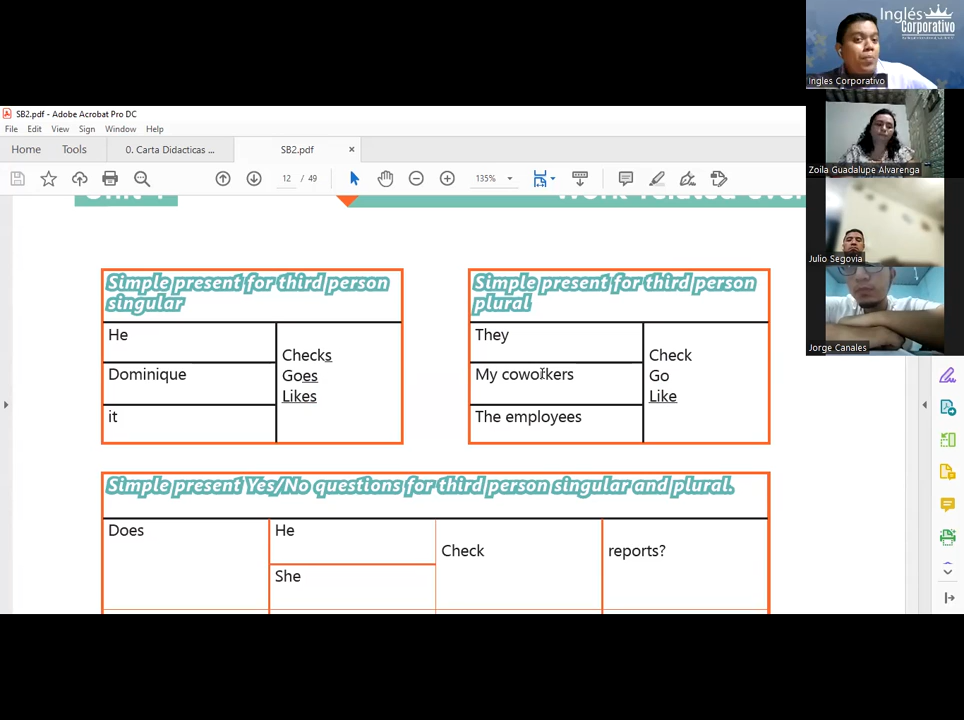 Inglés
Corporativo
Ingles Corporativo
Zoila Guadalupe Alvarenga
Julio Segovia
Jorge Canales
SB2.pdf - Adobe Acrobat Pro DC
File Edit View Sign Window Help
Home Tools 0. Carta Didacticas ... SB2.pdf ×
12 / 49 135%
Simple present for third person
singular
He
Dominique
it
Checks
Goes
Likes
Simple present for third person
plural
They
My coworkers
The employees
Check
Go
Like
Simple present Yes/No questions for third person singular and plural.
Does
He
She
Check
reports?